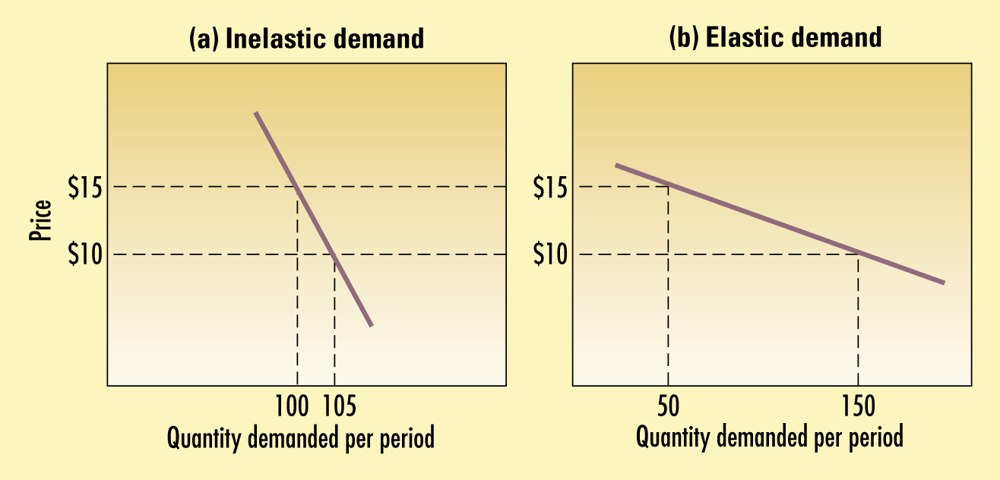 (a) Inelastic demand
Price
$15
$10
100 105
Quantity demanded per period
(b) Elastic demand
$15
$10
50 150
Quantity demanded per period